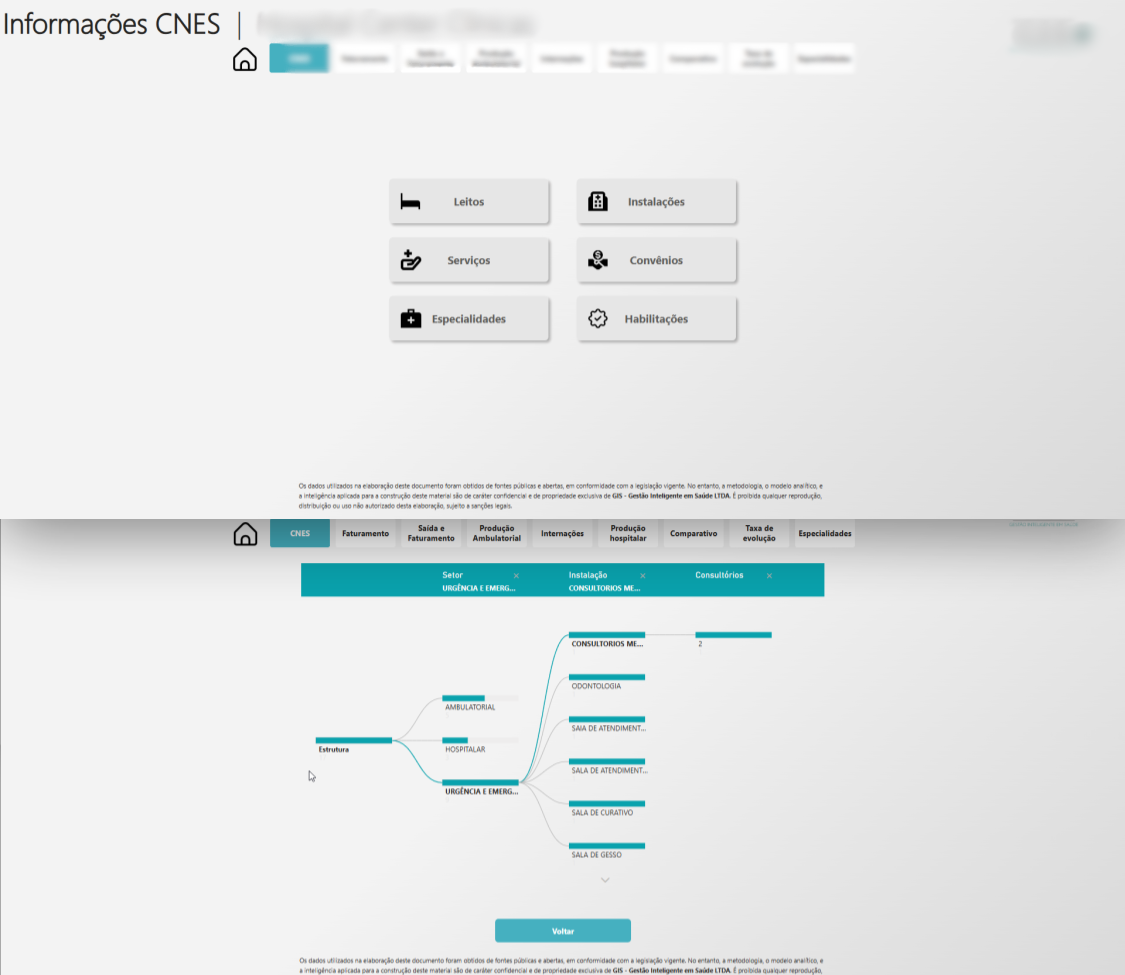 Informações CNES |
Leitos
Instalações
Serviços
Convênios
Especialidades
Habilitações
Os dados utilizados na elaboração deste documento foram obtidos de fontes públicas e abertas, em conformidade com a legislação vigente. No entanto, a metodologia, o modelo analítico, e
a inteligência aplicada para a construção deste material são de caráter confidencial e de propriedade exclusiva de GIS - Gestão Inteligente em Saúde LTDA. É proibida qualquer reprodução,
distribuição ou uso não autorizado desta elaboração, sujeito a sanções legais.
CNES
Faturamento
Saída e
Faturamento
Produção
Ambulatorial
Internações
Produção
hospitalar
Comparativo
Taxa de
evolução
Especialidades
Setor
URGÊNCIA E EMERG...
Instalação
CONSULTORIOS ME...
Consultórios
Estrutura
AMBULATORIAL
HOSPITALAR
URGÊNCIA E EMERG...
CONSULTORIOS ME...
2
ODONTOLOGIA
SAIA DE ATENDIMENT...
SALA DE ATENDIMENT...
SALA DE CURATIVO
SALA DE GESSO
Voltar
Os dados utilizados na elaboração deste documento foram obtidos de fontes públicas e abertas, em conformidade com a legislação vigente. No entanto, a metodologia, o modelo analítico, e
a inteligência aplicada para a construção deste material são de caráter confidencial e de propriedade exclusiva de GIS - Gestão Inteligente em Saúde LTDA. É proibida qualquer reprodução,